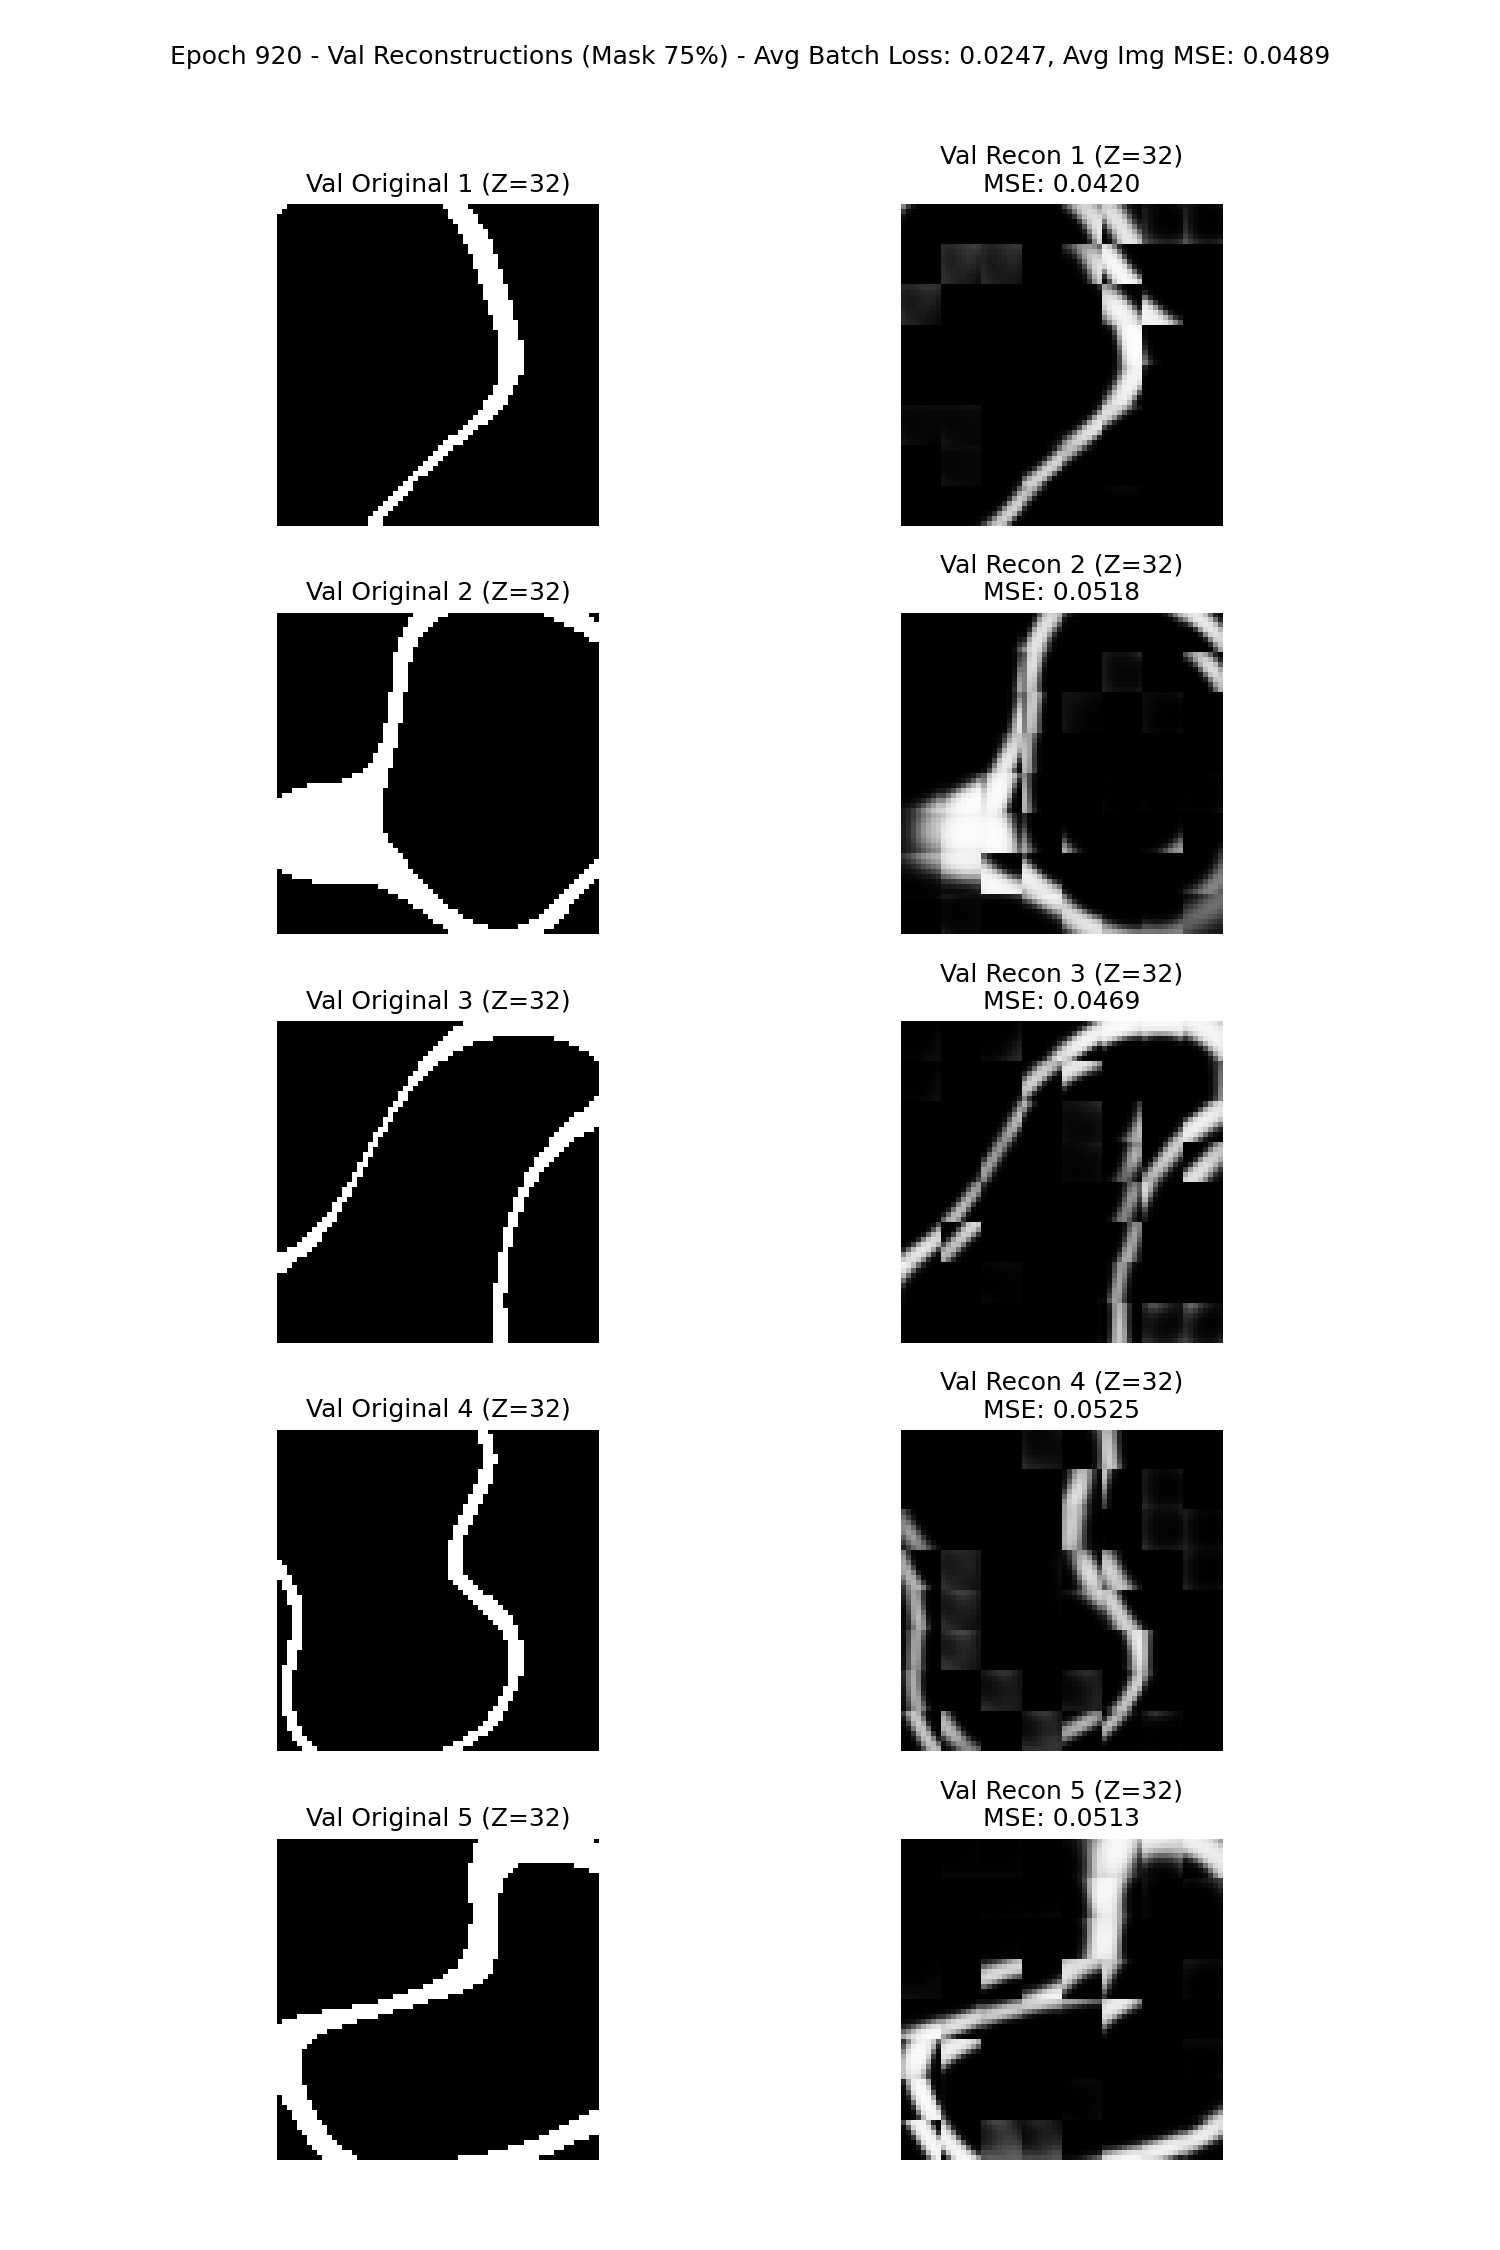 Epoch 920 - Val Reconstructions (Mask 75%) - Avg Batch Loss: 0.0247, Avg Img MSE: 0.0489
Val Original 1 (Z=32)
Val Recon 1 (Z=32)
MSE: 0.0420
Val Original 2 (Z=32)
Val Recon 2 (Z=32)
MSE: 0.0518
Val Original 3 (Z=32)
Val Recon 3 (Z=32)
MSE: 0.0469
Val Original 4 (Z=32)
Val Recon 4 (Z=32)
MSE: 0.0525
Val Original 5 (Z=32)
Val Recon 5 (Z=32)
MSE: 0.0513